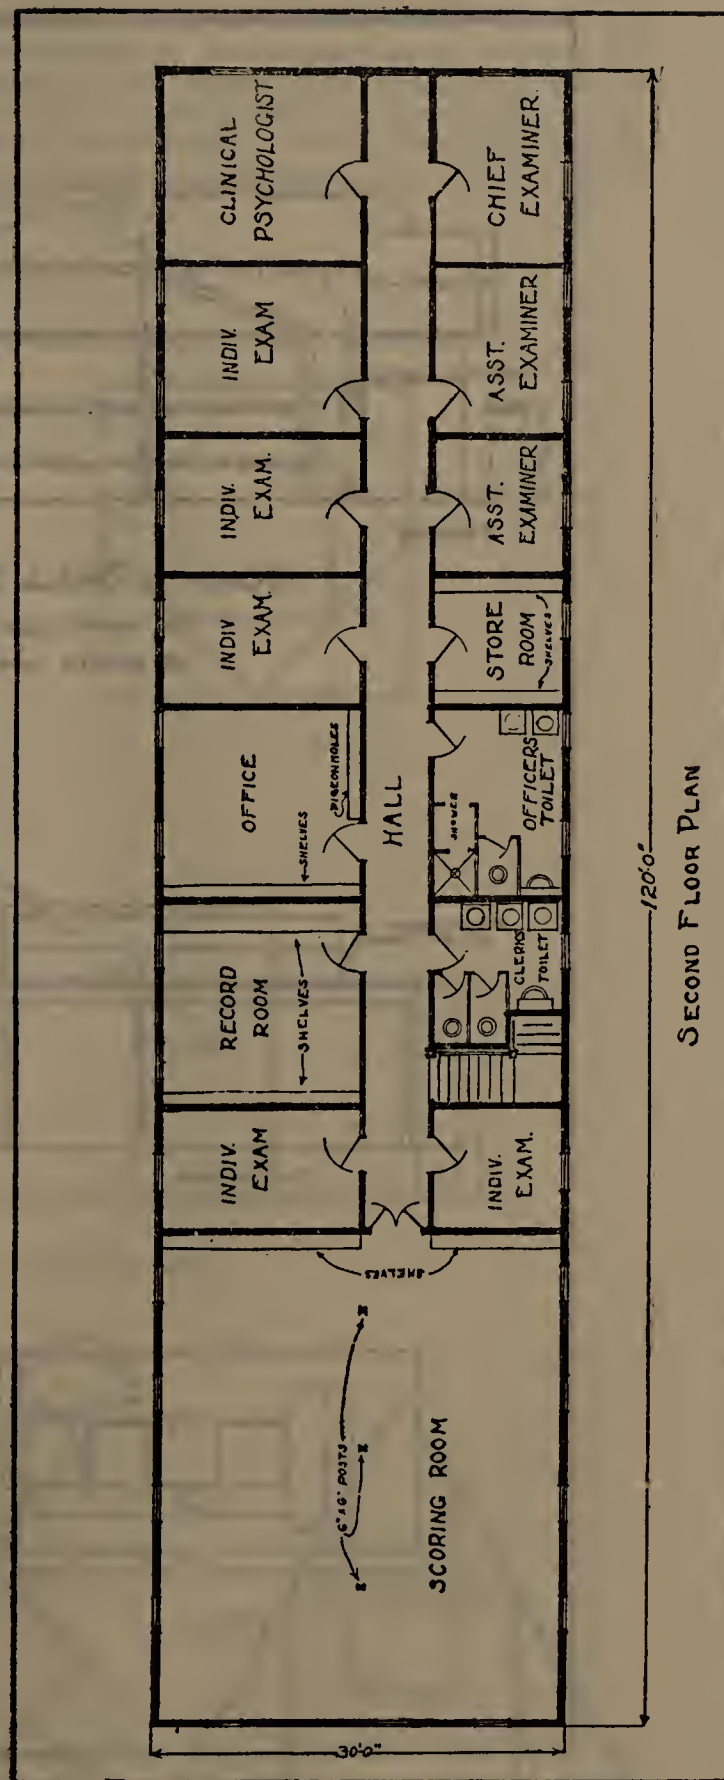 CLINICAL
PSYCHOLOGIST
INDIV.
EXAM
INDIV.
EXAM.
INDIV
EXAM.
OFFICE
PIGEONHOLES
SHELVES
RECORD
ROOM
SHELVES
INDIV.
EXAM
HALL
CHIEF
EXAMINER.
ASST.
EXAMINER
ASST.
EXAMINER
STORE
ROOM
SHELVES
OFFICERS
TOILET
SHOWER
CLERKS
TOILET
INDIV.
EXAM.
SHELVES
6"x6" POSTS
SCORING ROOM
30'0"
120'0"
SECOND FLOOR PLAN